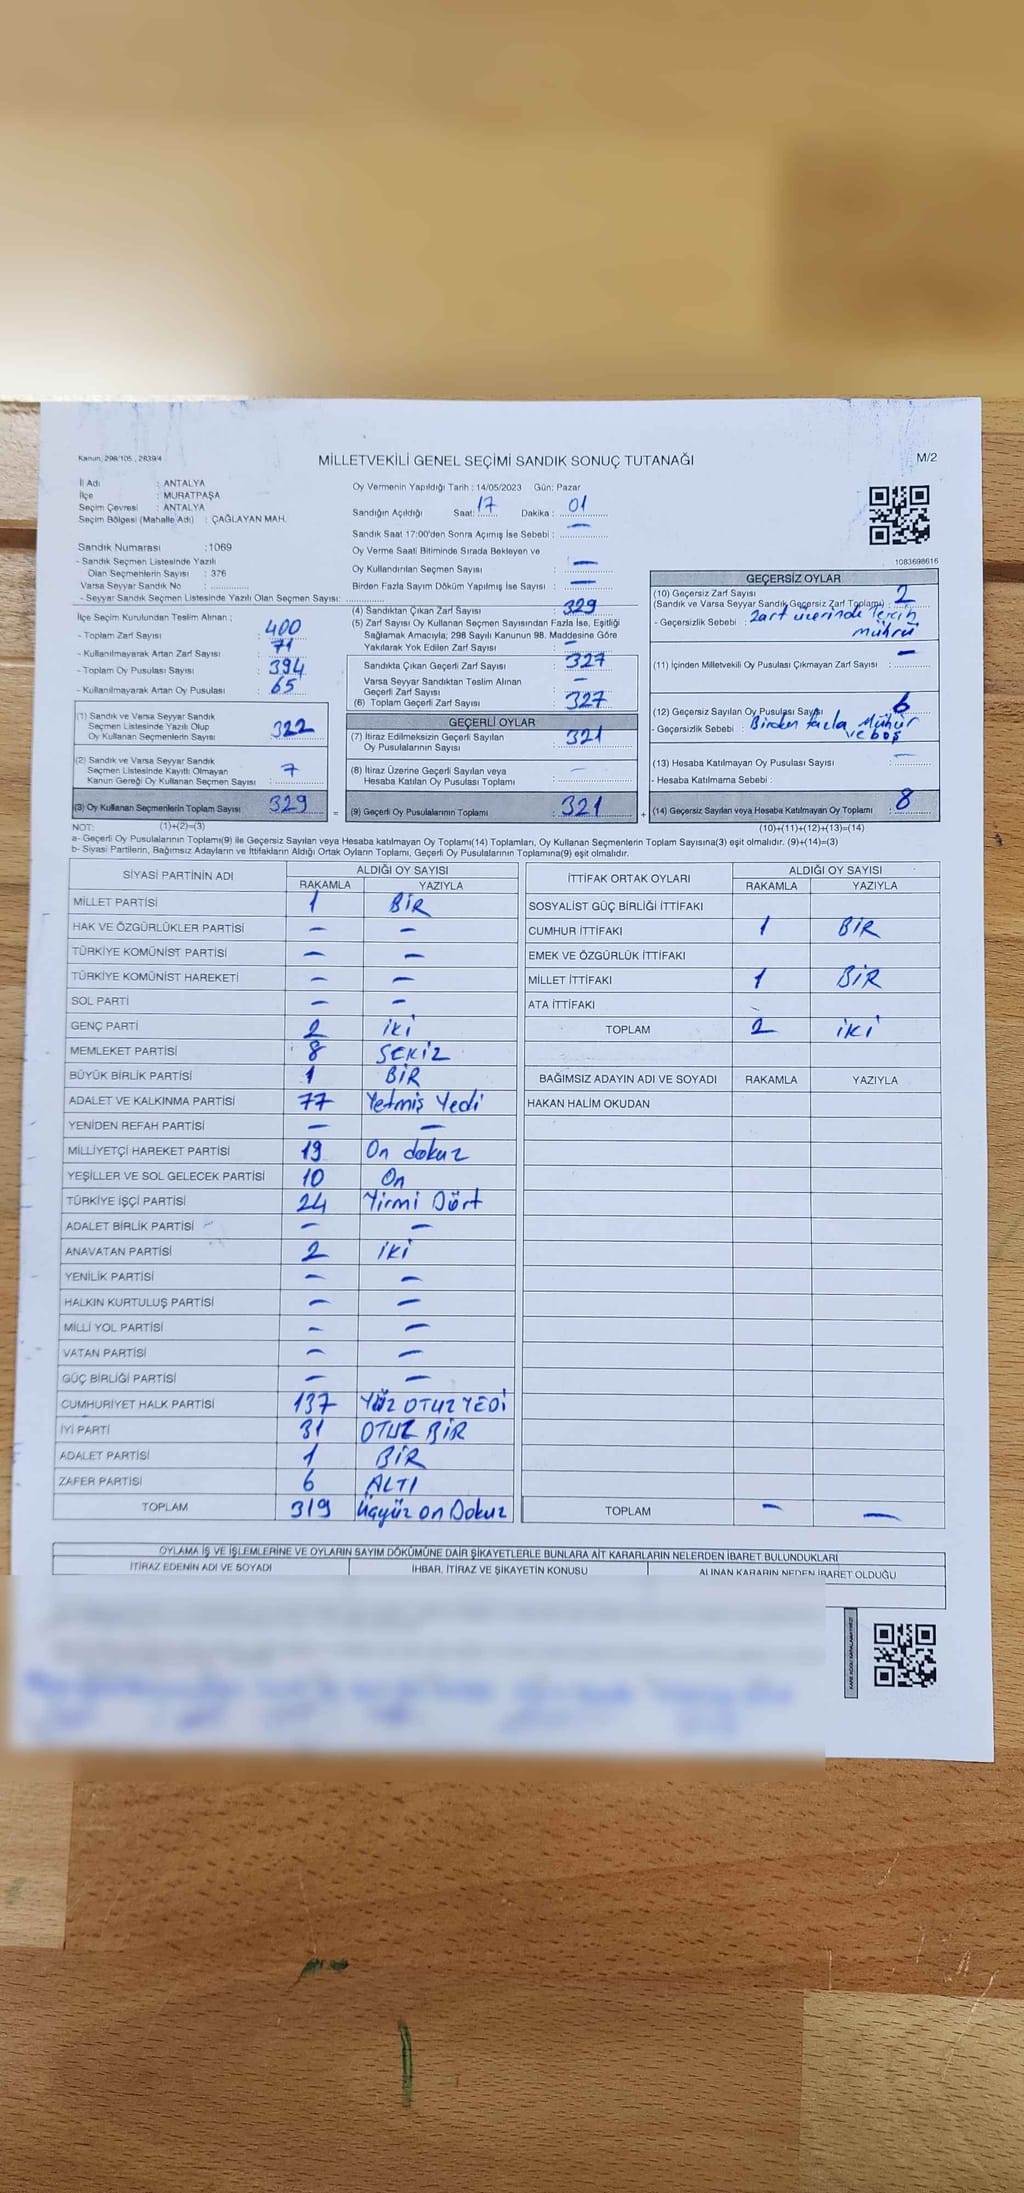 Kanun, 298/105, 2839/4
MİLLETVEKİLİ GENEL SEÇİMİ SANDIK SONUÇ TUTANAĞI
M/2
İl Adı : ANTALYA
İlçe : MURATPAŞA
Seçim Çevresi : ANTALYA
Seçim Bölgesi (Mahalle Adı) : ÇAĞLAYAN MAH.
Sandık Numarası :1069
- Sandık Seçmen Listesinde Yazılı
Olan Seçmenlerin Sayısı : 376
Varsa Seyyar Sandık No :
- Seyyar Sandık Seçmen Listesinde Yazılı Olan Seçmen Sayısı:
Oy Vermenin Yapıldığı Tarih : 14/05/2023 Gün: Pazar
Sandığın Açıldığı Saat: 17 Dakika : 01
Sandık Saat 17:00'den Sonra Açımış İse Sebebi : —
Oy Verme Saati Bitiminde Sırada Bekleyen ve
Oy Kullandırılan Seçmen Sayısı : —
Birden Fazla Sayım Döküm Yapılmış İse Sayısı : —
1083698616
İlçe Seçim Kurulundan Teslim Alınan ;
- Toplam Zarf Sayısı : 400
- Kullanılmayarak Artan Zarf Sayısı : 71
- Toplam Oy Pusulası Sayısı : 394
- Kullanılmayarak Artan Oy Pusulası : 65
(1) Sandık ve Varsa Seyyar Sandık
Seçmen Listesinde Yazılı Olup
Oy Kullanan Seçmenlerin Sayısı : 322
(2) Sandık ve Varsa Seyyar Sandık
Seçmen Listesinde Kayıtlı Olmayan
Kanun Gereği Oy Kullanan Seçmen Sayısı : 7
(3) Oy Kullanan Seçmenlerin Toplam Sayısı : 329
(1)+(2)=(3)
(4) Sandıktan Çıkan Zarf Sayısı : 329
(5) Zarf Sayısı Oy Kullanan Seçmen Sayısından Fazla İse, Eşitliği
Sağlamak Amacıyla; 298 Sayılı Kanunun 98. Maddesine Göre
Yakılarak Yok Edilen Zarf Sayısı : —
Sandıkta Çıkan Geçerli Zarf Sayısı : 327
Varsa Seyyar Sandıktan Teslim Alınan
Geçerli Zarf Sayısı : —
(6) Toplam Geçerli Zarf Sayısı : 327
GEÇERLİ OYLAR
(7) İtiraz Edilmeksizin Geçerli Sayılan
Oy Pusulalarının Sayısı : 321
(8) İtiraz Üzerine Geçerli Sayılan veya
Hesaba Katılan Oy Pusulası Toplamı : —
= (9) Geçerli Oy Pusulalarının Toplamı : 321
GEÇERSİZ OYLAR
(10) Geçersiz Zarf Sayısı
(Sandık ve Varsa Seyyar Sandık Geçersiz Zarf Toplamı) : 2
- Geçersizlik Sebebi : Zarf üzerinde Tercih
mührü
(11) İçinden Milletvekili Oy Pusulası Çıkmayan Zarf Sayısı : —
(12) Geçersiz Sayılan Oy Pusulası Sayısı : 6
- Geçersizlik Sebebi : Birden fazla Mühür
ve boş
(13) Hesaba Katılmayan Oy Pusulası Sayısı : —
- Hesaba Katılmama Sebebi :
+ (14) Geçersiz Sayılan veya Hesaba Katılmayan Oy Toplamı : 8
(10)+(11)+(12)+(13)=(14)
NOT:
a- Geçerli Oy Pusulalarının Toplamı(9) ile Geçersiz Sayılan veya Hesaba katılmayan Oy Toplamı(14) Toplamları, Oy Kullanan Seçmenlerin Toplam Sayısına(3) eşit olmalıdır. (9)+(14)=(3)
b- Siyasi Partilerin, Bağımsız Adayların ve İttifakların Aldığı Ortak Oyların Toplamı, Geçerli Oy Pusulalarının Toplamına(9) eşit olmalıdır.
SİYASİ PARTİNİN ADI ALDIĞI OY SAYISI
RAKAMLA YAZIYLA
MİLLET PARTİSİ 1 BİR
HAK VE ÖZGÜRLÜKLER PARTİSİ — —
TÜRKİYE KOMÜNİST PARTİSİ — —
TÜRKİYE KOMÜNİST HAREKETİ — —
SOL PARTİ — —
GENÇ PARTİ 2 İKİ
MEMLEKET PARTİSİ 8 SEKİZ
BÜYÜK BİRLİK PARTİSİ 1 BİR
ADALET VE KALKINMA PARTİSİ 77 Yetmiş Yedi
YENİDEN REFAH PARTİSİ — —
MİLLİYETÇİ HAREKET PARTİSİ 19 On dokuz
YEŞİLLER VE SOL GELECEK PARTİSİ 10 On
TÜRKİYE İŞÇİ PARTİSİ 24 Yirmi Dört
ADALET BİRLİK PARTİSİ — —
ANAVATAN PARTİSİ 2 İKİ
YENİLİK PARTİSİ — —
HALKIN KURTULUŞ PARTİSİ — —
MİLLİ YOL PARTİSİ — —
VATAN PARTİSİ — —
GÜÇ BİRLİĞİ PARTİSİ — —
CUMHURİYET HALK PARTİSİ 137 YÜZ OTUZ YEDİ
İYİ PARTİ 31 OTUZ BİR
ADALET PARTİSİ 1 BİR
ZAFER PARTİSİ 6 ALTI
TOPLAM 319 Üçyüz on Dokuz
İTTİFAK ORTAK OYLARI ALDIĞI OY SAYISI
RAKAMLA YAZIYLA
SOSYALİST GÜÇ BİRLİĞİ İTTİFAKI
CUMHUR İTTİFAKI 1 BİR
EMEK VE ÖZGÜRLÜK İTTİFAKI
MİLLET İTTİFAKI 1 BİR
ATA İTTİFAKI —
TOPLAM 2 İKİ
BAĞIMSIZ ADAYIN ADI VE SOYADI RAKAMLA YAZIYLA
HAKAN HALİM OKUDAN
TOPLAM — —
OYLAMA İŞ VE İŞLEMLERİNE VE OYLARIN SAYIM DÖKÜMÜNE DAİR ŞİKAYETLERLE BUNLARA AİT KARARLARIN NELERDEN İBARET BULUNDUKLARI
İTİRAZ EDENİN ADI VE SOYADI İHBAR, İTİRAZ VE ŞİKAYETİN KONUSU ALINAN KARARIN NEDEN İBARET OLDUĞU